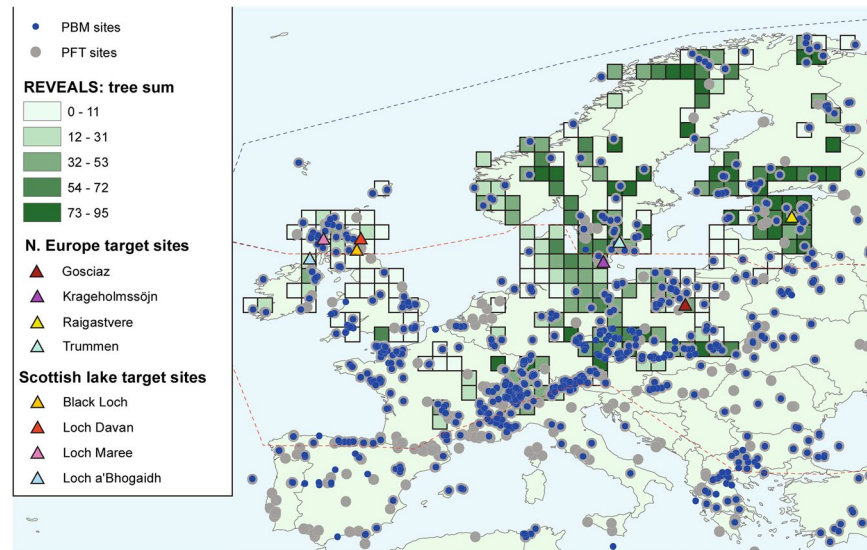 PBM sites
PFT sites
REVEALS: tree sum
0 - 11
12 - 31
32 - 53
54 - 72
73 - 95
N. Europe target sites
Gosciaz
Krageholmssöjn
Raigastvere
Trummen
Scottish lake target sites
Black Loch
Loch Davan
Loch Maree
Loch a'Bhogaidh